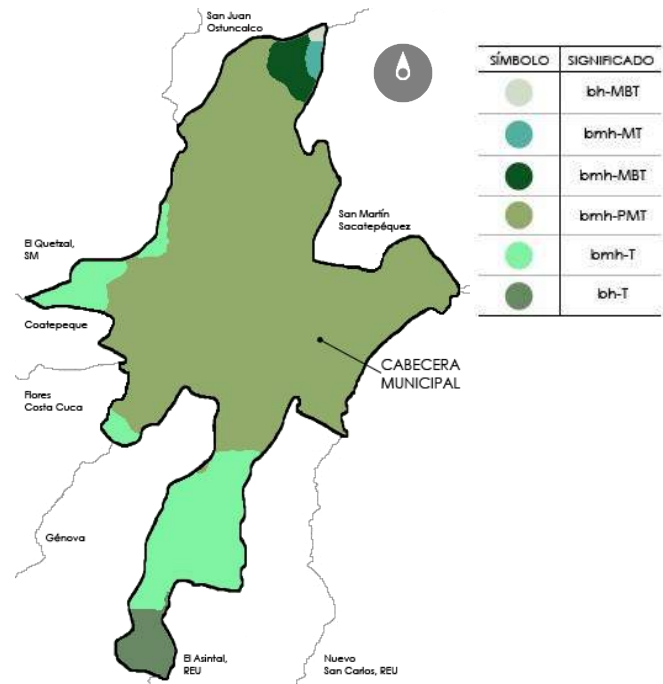 San Juan
Ostuncalco
SÍMBOLO SIGNIFICADO
bh-MBT
bmh-MT
bmh-MBT
bmh-PMT
bmh-T
bh-T
San Martín
Sacatepéquez
El Quetzal,
SM
Coatepeque
CABECERA
MUNICIPAL
Flores
Costa Cuca
Génova
El Asintal,
REU
Nuevo
San Carlos, REU